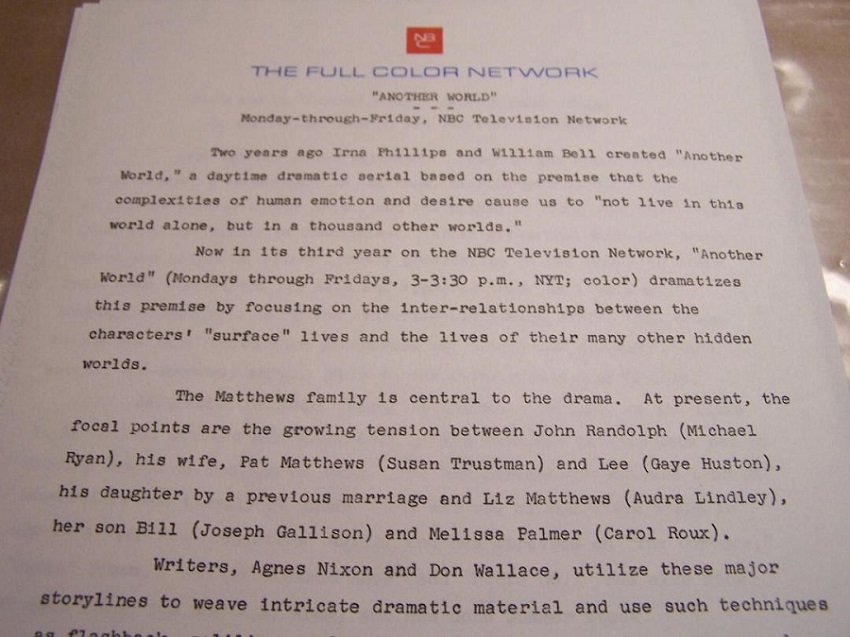 NBC
THE FULL COLOR NETWORK
"ANOTHER WORLD"
- - -
Monday-through-Friday, NBC Television Network
Two years ago Irna Phillips and William Bell created "Another
World," a daytime dramatic serial based on the premise that the
complexities of human emotion and desire cause us to "not live in this
world alone, but in a thousand other worlds."
Now in its third year on the NBC Television Network, "Another
World" (Mondays through Fridays, 3-3:30 p.m., NYT; color) dramatizes
this premise by focusing on the inter-relationships between the
characters' "surface" lives and the lives of their many other hidden
worlds.
The Matthews family is central to the drama. At present, the
focal points are the growing tension between John Randolph (Michael
Ryan), his wife, Pat Matthews (Susan Trustman) and Lee (Gaye Huston),
his daughter by a previous marriage and Liz Matthews (Audra Lindley),
her son Bill (Joseph Gallison) and Melissa Palmer (Carol Roux).
Writers, Agnes Nixon and Don Wallace, utilize these major
storylines to weave intricate dramatic material and use such techniques
as flashback,